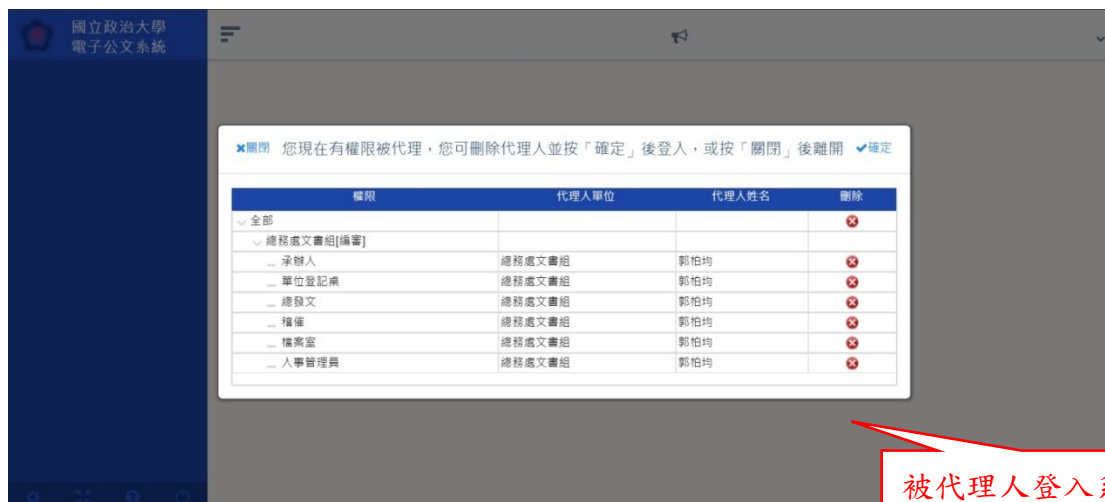 國立政治大學
電子公文系統
關閉 您現在有權限被代理,您可刪除代理人並按「確定」後登入,或按「關閉」後離開 確定
權限 代理人單位 代理人姓名 刪除
全部
總務處文書組[編審]
承辦人 總務處文書組 郭柏均
單位登記桌 總務處文書組 郭柏均
總發文 總務處文書組 郭柏均
稽催 總務處文書組 郭柏均
檔案室 總務處文書組 郭柏均
人事管理員 總務處文書組 郭柏均
被代理人登入